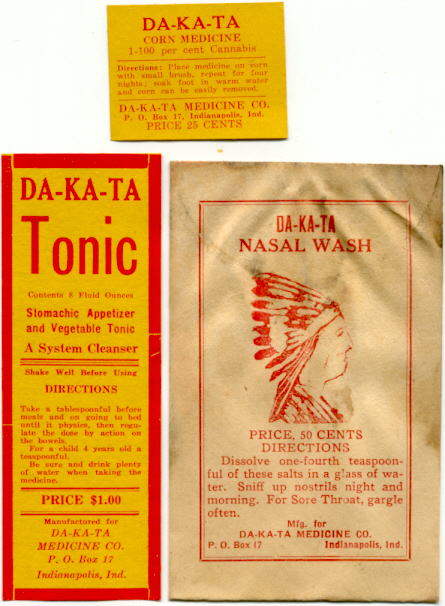 DA-KA-TA
CORN MEDICINE
1-100 per cent Cannabis
Directions: Place medicine on corn
with small brush, repeat for four
nights; soak foot in warm water
and corn can be easily removed.
DA-KA-TA MEDICINE CO.
P. O. Box 17, Indianapolis, Ind.
PRICE 25 CENTS
DA-KA-TA
Tonic
Contents 8 Fluid Ounces
Stomachic Appetizer
and Vegetable Tonic
A System Cleanser
Shake Well Before Using
DIRECTIONS
Take a tablespoonful before
meals and on going to bed
until it physics, then regu-
late the dose by action on
the bowels.
For a child 4 years old a
teaspoonful.
Be sure and drink plenty
of water when taking the
medicine.
PRICE $1.00
Manufactured for
DA-KA-TA
MEDICINE CO.
P. O. Box 17
Indianapolis, Ind.
DA-KA-TA
NASAL WASH
PRICE, 50 CENTS
DIRECTIONS
Dissolve one-fourth teaspoon-
ful of these salts in a glass of wa-
ter. Sniff up nostrils night and
morning. For Sore Throat, gargle
often.
Mfg. for
DA-KA-TA MEDICINE CO.
P. O. Box 17 Indianapolis, Ind.